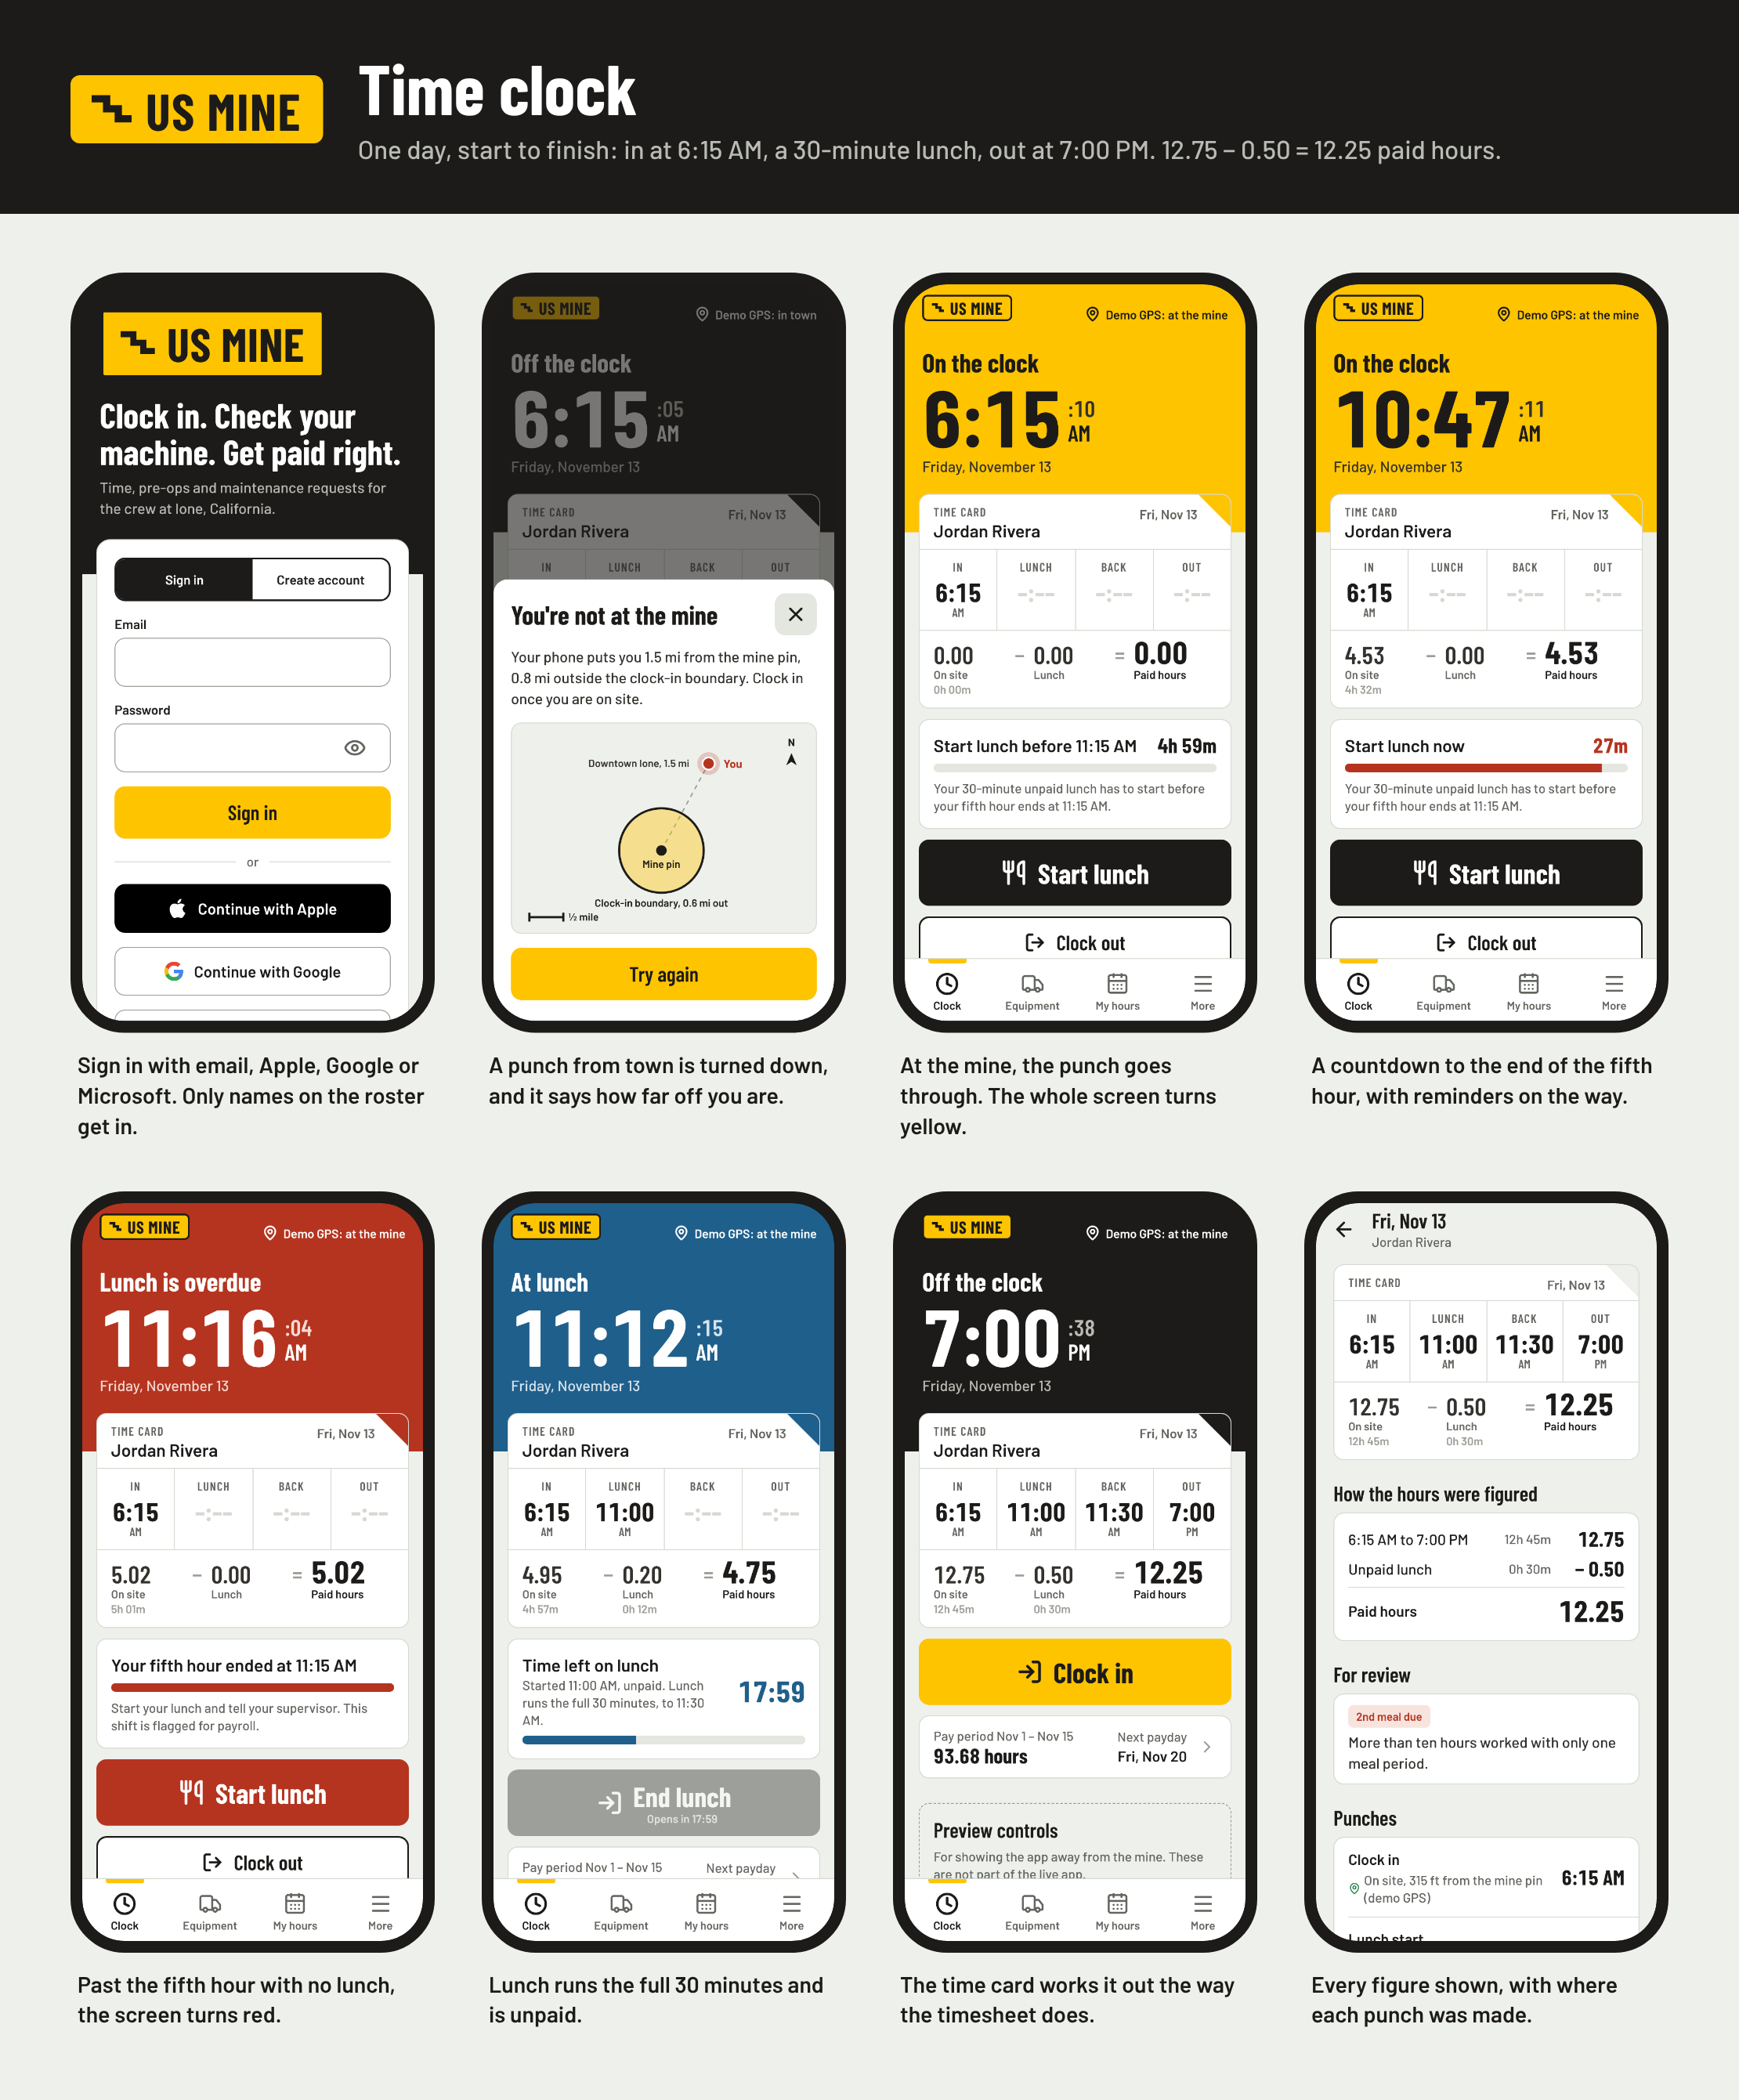 US MINE
Time clock
One day, start to finish: in at 6:15 AM, a 30-minute lunch, out at 7:00 PM. 12.75 – 0.50 = 12.25 paid hours.
US MINE
Clock in. Check your
machine. Get paid right.
Time, pre-ops and maintenance requests for
the crew at Ione, California.
Sign in
Create account
Email
Password
Sign in
or
Continue with Apple
Continue with Google
Sign in with email, Apple, Google or
Microsoft. Only names on the roster
get in.
US MINE
Demo GPS: in town
Off the clock
6:15 :05 AM
Friday, November 13
TIME CARD
Fri, Nov 13
Jordan Rivera
IN LUNCH BACK OUT
You're not at the mine
Your phone puts you 1.5 mi from the mine pin,
0.8 mi outside the clock-in boundary. Clock in
once you are on site.
N
Downtown Ione, 1.5 mi
You
Mine pin
Clock-in boundary, 0.6 mi out
½ mile
Try again
A punch from town is turned down,
and it says how far off you are.
US MINE
Demo GPS: at the mine
On the clock
6:15 :10 AM
Friday, November 13
TIME CARD
Fri, Nov 13
Jordan Rivera
IN LUNCH BACK OUT
6:15 -:-- -:-- -:--
AM
0.00 – 0.00 = 0.00
On site Lunch Paid hours
0h 00m
Start lunch before 11:15 AM 4h 59m
Your 30-minute unpaid lunch has to start before
your fifth hour ends at 11:15 AM.
Start lunch
Clock out
Clock Equipment My hours More
At the mine, the punch goes
through. The whole screen turns
yellow.
US MINE
Demo GPS: at the mine
On the clock
10:47 :11 AM
Friday, November 13
TIME CARD
Fri, Nov 13
Jordan Rivera
IN LUNCH BACK OUT
6:15 -:-- -:-- -:--
AM
4.53 – 0.00 = 4.53
On site Lunch Paid hours
4h 32m
Start lunch now 27m
Your 30-minute unpaid lunch has to start before
your fifth hour ends at 11:15 AM.
Start lunch
Clock out
Clock Equipment My hours More
A countdown to the end of the fifth
hour, with reminders on the way.
US MINE
Demo GPS: at the mine
Lunch is overdue
11:16 :04 AM
Friday, November 13
TIME CARD
Fri, Nov 13
Jordan Rivera
IN LUNCH BACK OUT
6:15 -:-- -:-- -:--
AM
5.02 – 0.00 = 5.02
On site Lunch Paid hours
5h 01m
Your fifth hour ended at 11:15 AM
Start your lunch and tell your supervisor. This
shift is flagged for payroll.
Start lunch
Clock out
Clock Equipment My hours More
Past the fifth hour with no lunch,
the screen turns red.
US MINE
Demo GPS: at the mine
At lunch
11:12 :15 AM
Friday, November 13
TIME CARD
Fri, Nov 13
Jordan Rivera
IN LUNCH BACK OUT
6:15 11:00 -:-- -:--
AM AM
4.95 – 0.20 = 4.75
On site Lunch Paid hours
4h 57m 0h 12m
Time left on lunch
Started 11:00 AM, unpaid. Lunch
runs the full 30 minutes, to 11:30
AM.
17:59
End lunch
Opens in 17:59
Pay period Nov 1 – Nov 15
Next payday
Clock Equipment My hours More
Lunch runs the full 30 minutes and
is unpaid.
US MINE
Demo GPS: at the mine
Off the clock
7:00 :38 PM
Friday, November 13
TIME CARD
Fri, Nov 13
Jordan Rivera
IN LUNCH BACK OUT
6:15 11:00 11:30 7:00
AM AM AM PM
12.75 – 0.50 = 12.25
On site Lunch Paid hours
12h 45m 0h 30m
Clock in
Pay period Nov 1 – Nov 15 Next payday
93.68 hours Fri, Nov 20
Preview controls
For showing the app away from the mine. These
are not part of the live app.
Clock Equipment My hours More
The time card works it out the way
the timesheet does.
Fri, Nov 13
Jordan Rivera
TIME CARD
Fri, Nov 13
IN LUNCH BACK OUT
6:15 11:00 11:30 7:00
AM AM AM PM
12.75 – 0.50 = 12.25
On site Lunch Paid hours
12h 45m 0h 30m
How the hours were figured
6:15 AM to 7:00 PM 12h 45m 12.75
Unpaid lunch 0h 30m – 0.50
Paid hours 12.25
For review
2nd meal due
More than ten hours worked with only one
meal period.
Punches
Clock in
On site, 315 ft from the mine pin
(demo GPS)
6:15 AM
Lunch start
Every figure shown, with where
each punch was made.